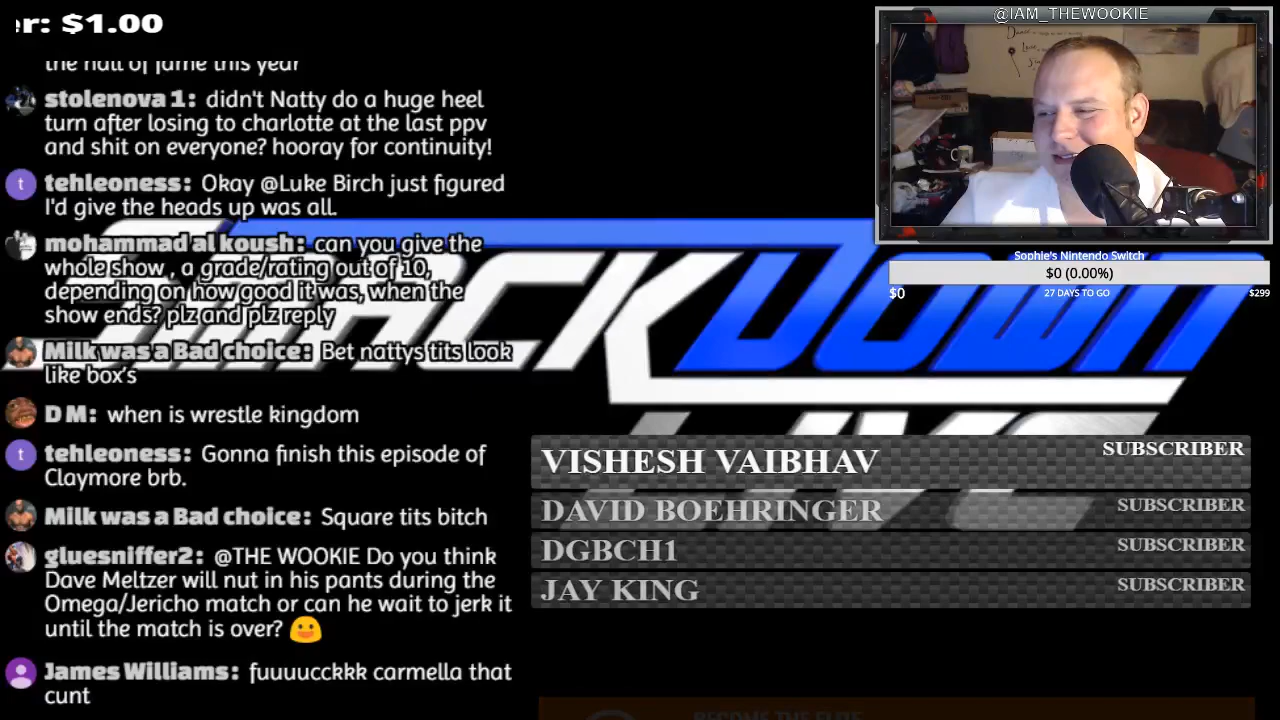 r: $1.00
the hall of fame this year
stolenova 1: didn't Natty do a huge heel
turn after losing to charlotte at the last ppv
and shit on everyone? hooray for continuity!
tehleoness: Okay @Luke Birch just figured
I'd give the heads up was all.
mohammad al koush: can you give the
whole show , a grade/rating out of 10,
depending on how good it was, when the
show ends? plz and plz reply
Milk was a Bad choice: Bet nattys tits look
like box's
D M: when is wrestle kingdom
tehleoness: Gonna finish this episode of
Claymore brb.
Milk was a Bad choice: Square tits bitch
gluesniffer2: @THE WOOKIE Do you think
Dave Meltzer will nut in his pants during the
Omega/Jericho match or can he wait to jerk it
until the match is over?
James Williams: fuuuucckkk carmella that
cunt
@IAM_THEWOOKIE
Sophie's Nintendo Switch
$0 (0.00%)
$0 27 DAYS TO GO $299
SMACKDOWN
LIVE
VISHESH VAIBHAV SUBSCRIBER
DAVID BOEHRINGER SUBSCRIBER
DGBCH1 SUBSCRIBER
JAY KING SUBSCRIBER
BECOME THE ELITE